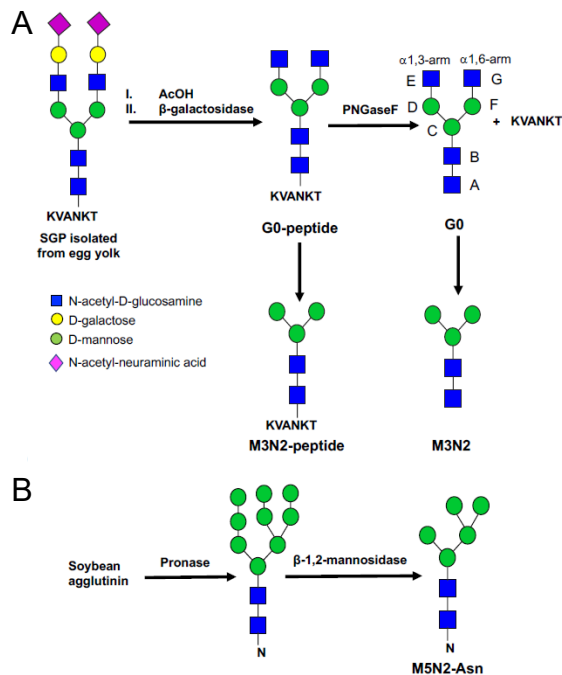 A
I. AcOH
II. β-galactosidase
PNGaseF
α1,3-arm
α1,6-arm
E
G
D
F
C
+ KVANKT
B
A
KVANKT
SGP isolated
from egg yolk
KVANKT
G0-peptide
G0
N-acetyl-D-glucosamine
D-galactose
D-mannose
N-acetyl-neuraminic acid
KVANKT
M3N2-peptide
M3N2
B
Soybean
agglutinin
Pronase
β-1,2-mannosidase
N
N
M5N2-Asn